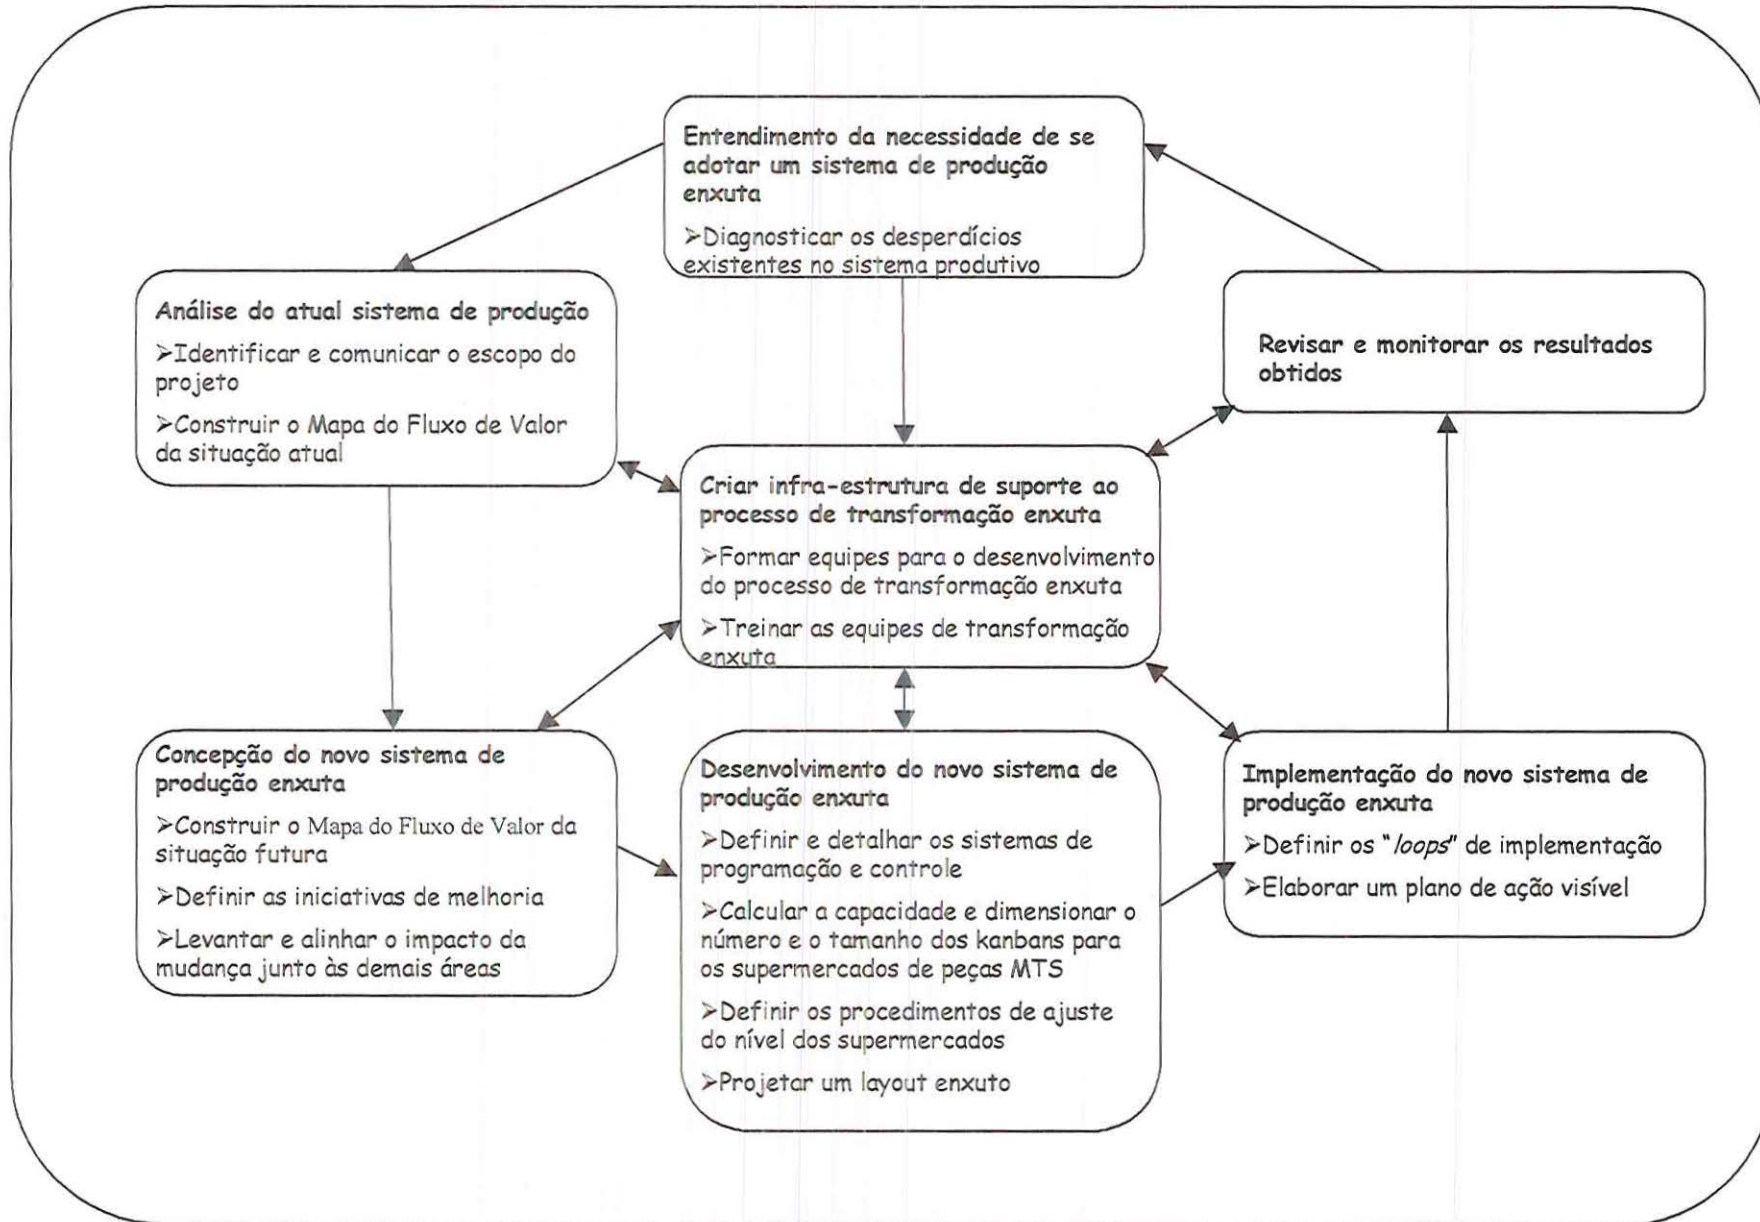 Entendimento da necessidade de se
adotar um sistema de produção
enxuta
➢Diagnosticar os desperdícios
existentes no sistema produtivo
Análise do atual sistema de produção
➢Identificar e comunicar o escopo do
projeto
➢Construir o Mapa do Fluxo de Valor
da situação atual
Revisar e monitorar os resultados
obtidos
Criar infra-estrutura de suporte ao
processo de transformação enxuta
➢Formar equipes para o desenvolvimento
do processo de transformação enxuta
➢Treinar as equipes de transformação
enxuta
Concepção do novo sistema de
produção enxuta
➢Construir o Mapa do Fluxo de Valor da
situação futura
➢Definir as iniciativas de melhoria
➢Levantar e alinhar o impacto da
mudança junto às demais áreas
Desenvolvimento do novo sistema de
produção enxuta
➢Definir e detalhar os sistemas de
programação e controle
➢Calcular a capacidade e dimensionar o
número e o tamanho dos kanbans para
os supermercados de peças MTS
➢Definir os procedimentos de ajuste
do nível dos supermercados
➢Projetar um layout enxuto
Implementação do novo sistema de
produção enxuta
➢Definir os "loops" de implementação
➢Elaborar um plano de ação visível